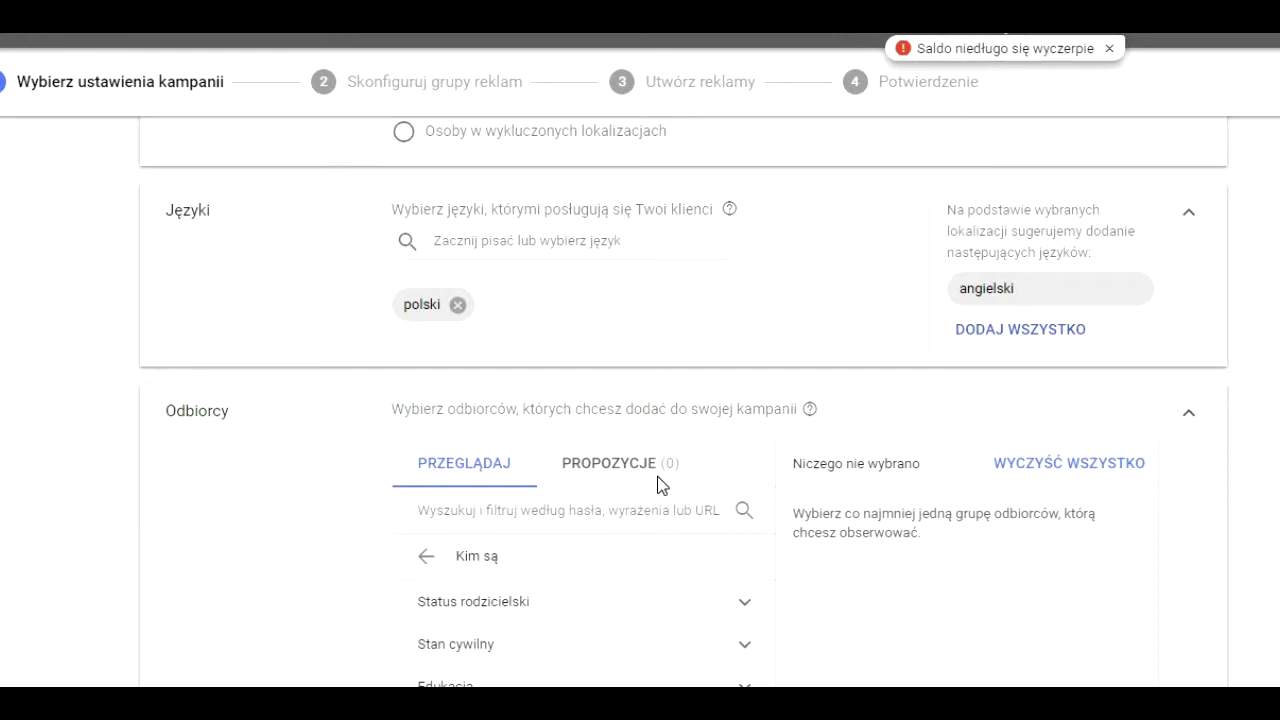 Saldo niedługo się wyczerpie
Wybierz ustawienia kampanii
2 Skonfiguruj grupy reklam
3 Utwórz reklamy
4 Potwierdzenie
Osoby w wykluczonych lokalizacjach
Języki
Wybierz języki, którymi posługują się Twoi klienci
Zacznij pisać lub wybierz język
polski
Na podstawie wybranych
lokalizacji sugerujemy dodanie
następujących języków:
angielski
DODAJ WSZYSTKO
Odbiorcy
Wybierz odbiorców, których chcesz dodać do swojej kampanii
PRZEGLĄDAJ
PROPOZYCJE (0)
Wyszukuj i filtruj według hasła, wyrażenia lub URL
Kim są
Status rodzicielski
Stan cywilny
Edukacja
Niczego nie wybrano
WYCZYŚĆ WSZYSTKO
Wybierz co najmniej jedną grupę odbiorców, którą
chcesz obserwować.